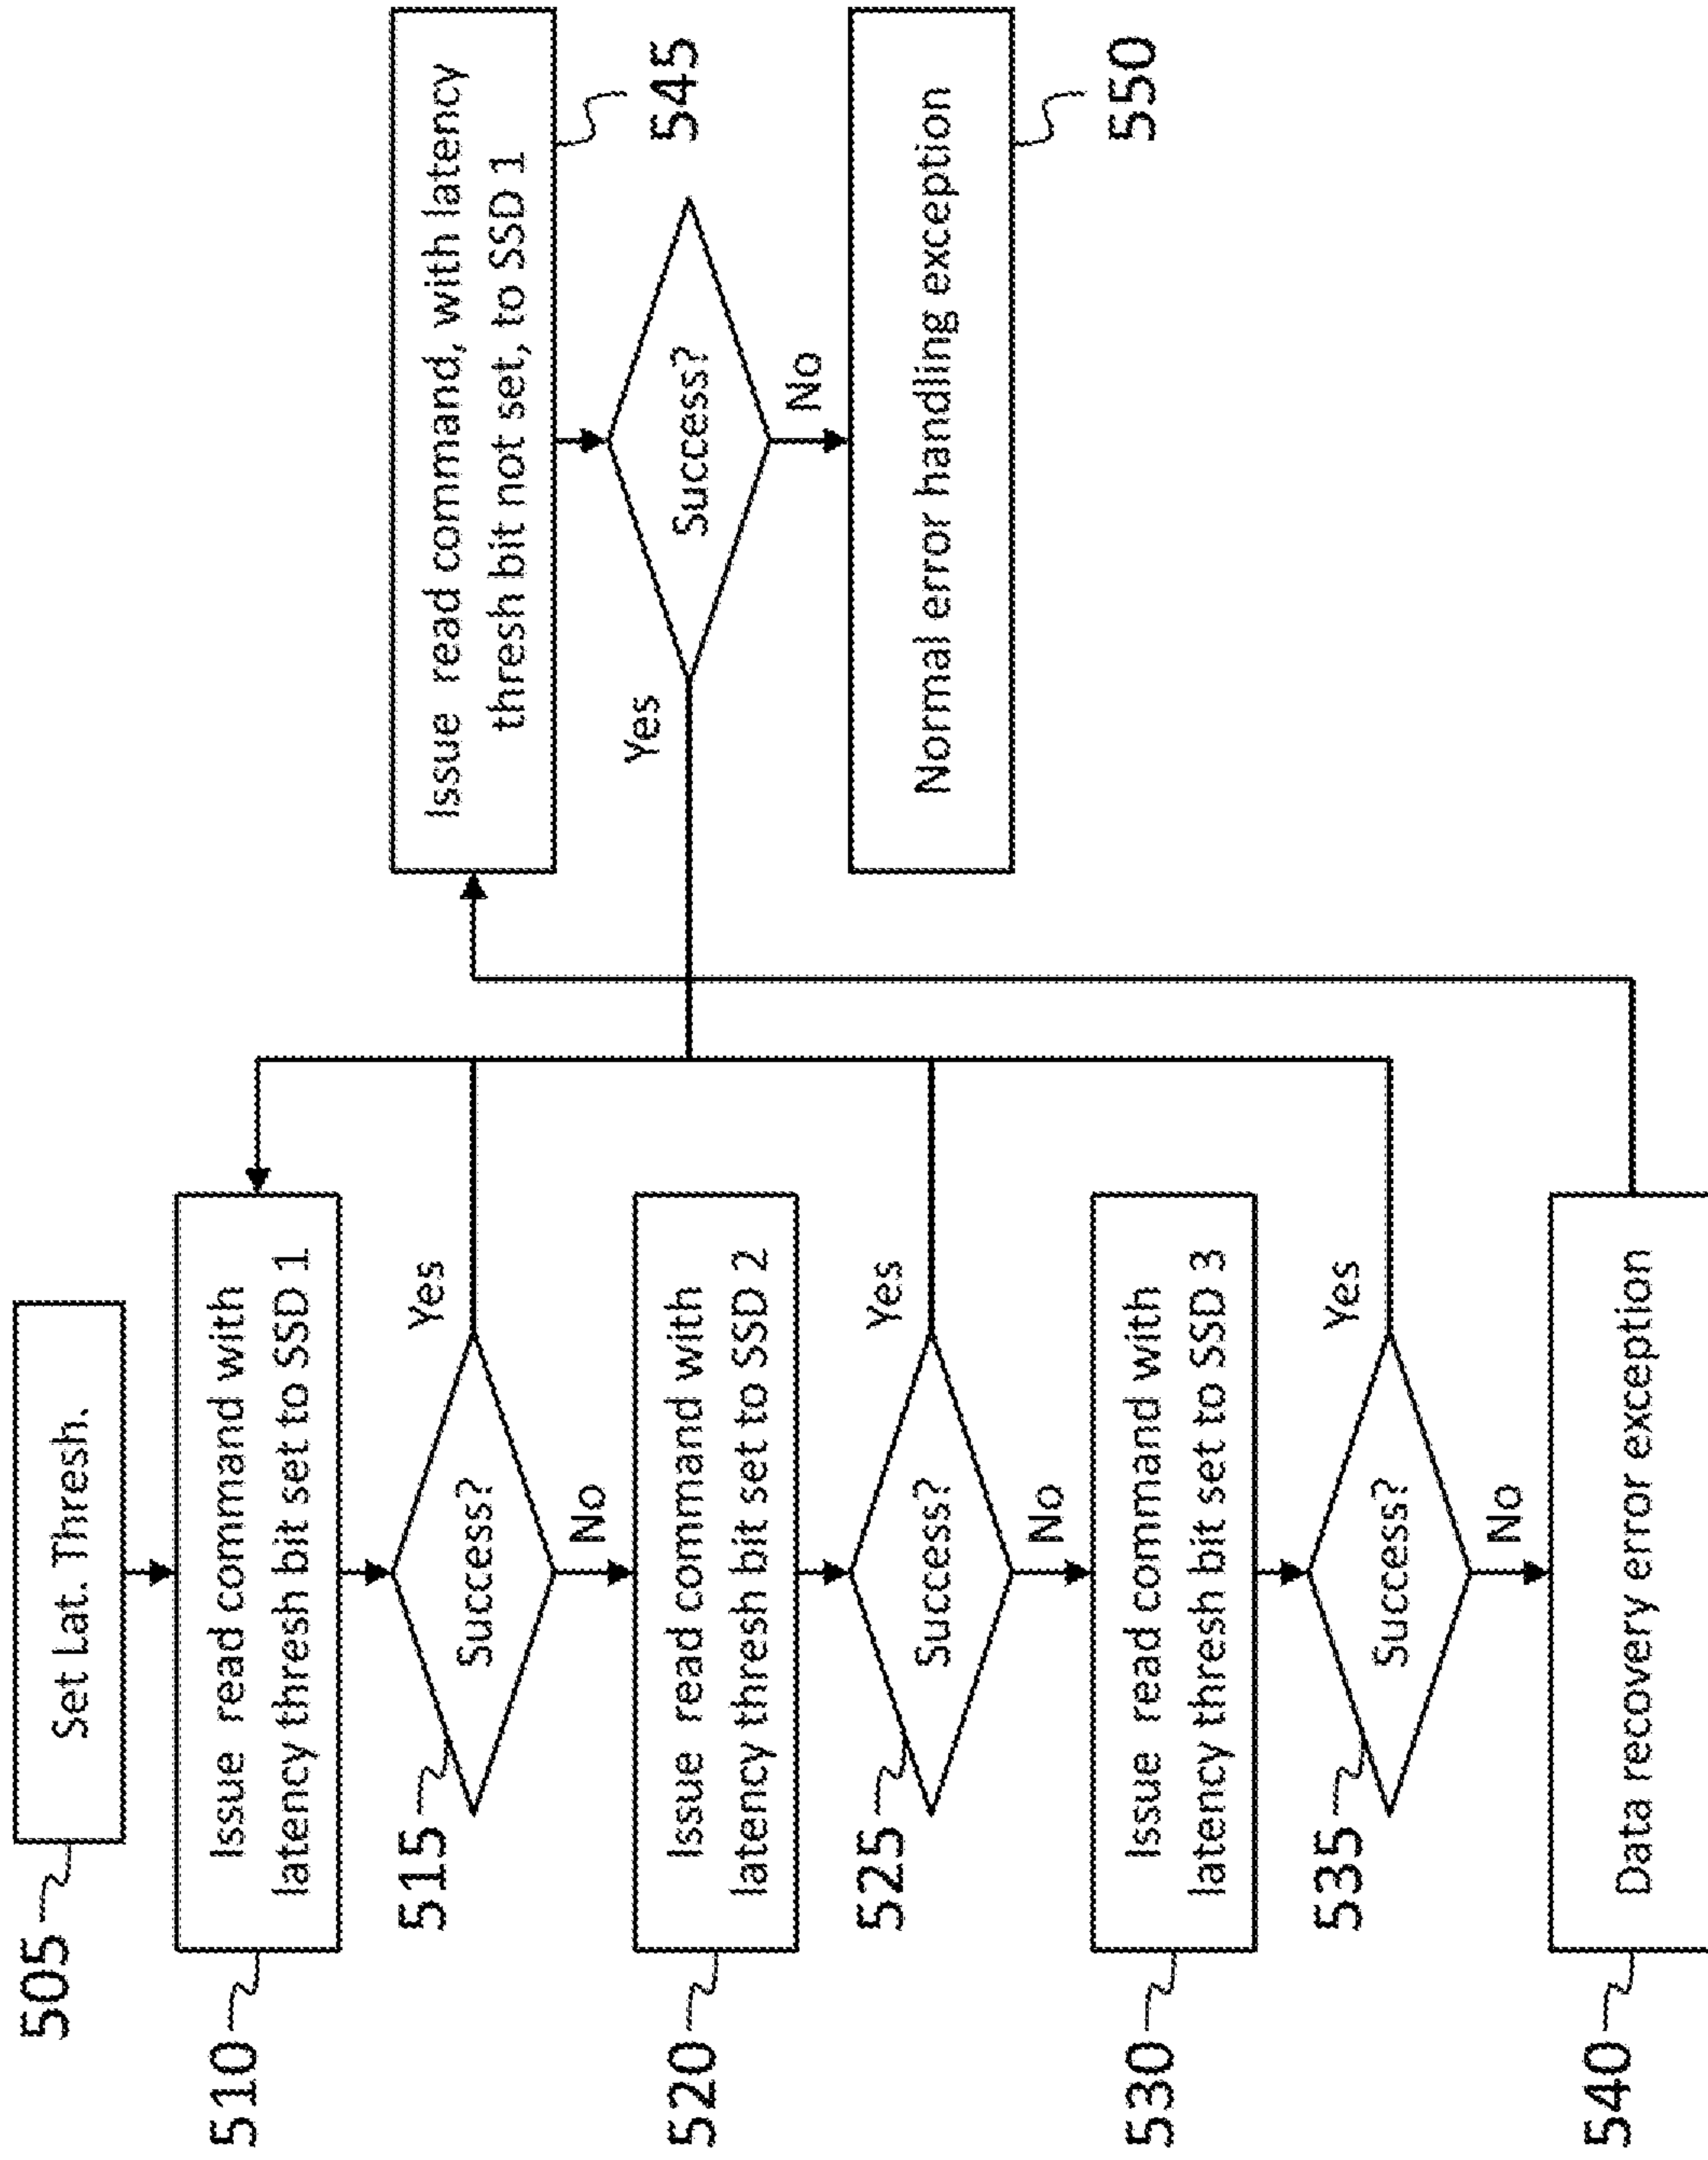 505
Set Lat. Thresh.
510
Issue read command with
latency thresh bit set to SSD 1
515
Success?
Yes
No
520
Issue read command with
latency thresh bit set to SSD 2
525
Success?
Yes
No
530
Issue read command with
latency thresh bit set to SSD 3
535
Success?
Yes
No
540
Data recovery error exception
Issue read command, with latency
thresh bit not set, to SSD 1
545
Success?
Yes
No
Normal error handling exception
550